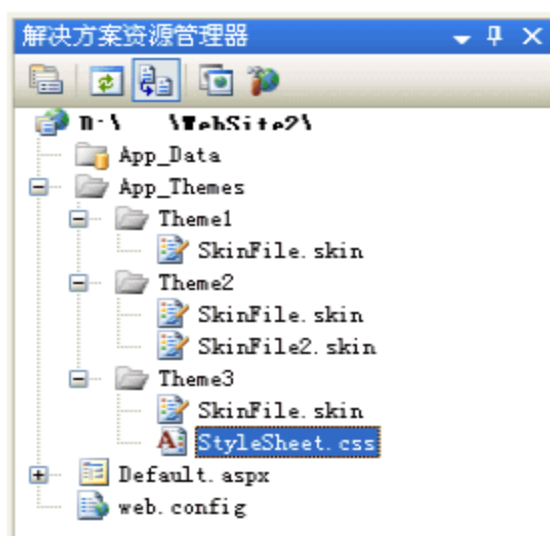 解决方案资源管理器
D:\ \WebSite2\
App_Data
App_Themes
Theme1
SkinFile.skin
Theme2
SkinFile.skin
SkinFile2.skin
Theme3
SkinFile.skin
StyleSheet.css
Default.aspx
web.config